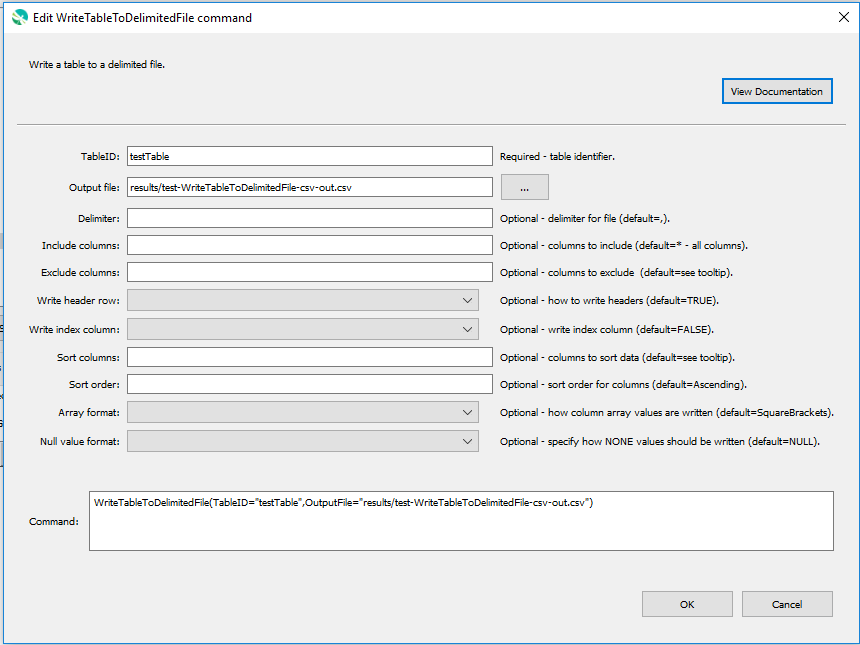 Edit WriteTableToDelimitedFile command
Write a table to a delimited file.
View Documentation
TableID: testTable Required - table identifier.
Output file: results/test-WriteTableToDelimitedFile-csv-out.csv ...
Delimiter: Optional - delimiter for file (default=,).
Include columns: Optional - columns to include (default=* - all columns).
Exclude columns: Optional - columns to exclude (default=see tooltip).
Write header row: Optional - how to write headers (default=TRUE).
Write index column: Optional - write index column (default=FALSE).
Sort columns: Optional - columns to sort data (default=see tooltip).
Sort order: Optional - sort order for columns (default=Ascending).
Array format: Optional - how column array values are written (default=SquareBrackets).
Null value format: Optional - specify how NONE values should be written (default=NULL).
Command: WriteTableToDelimitedFile(TableID="testTable",OutputFile="results/test-WriteTableToDelimitedFile-csv-out.csv")
OK Cancel